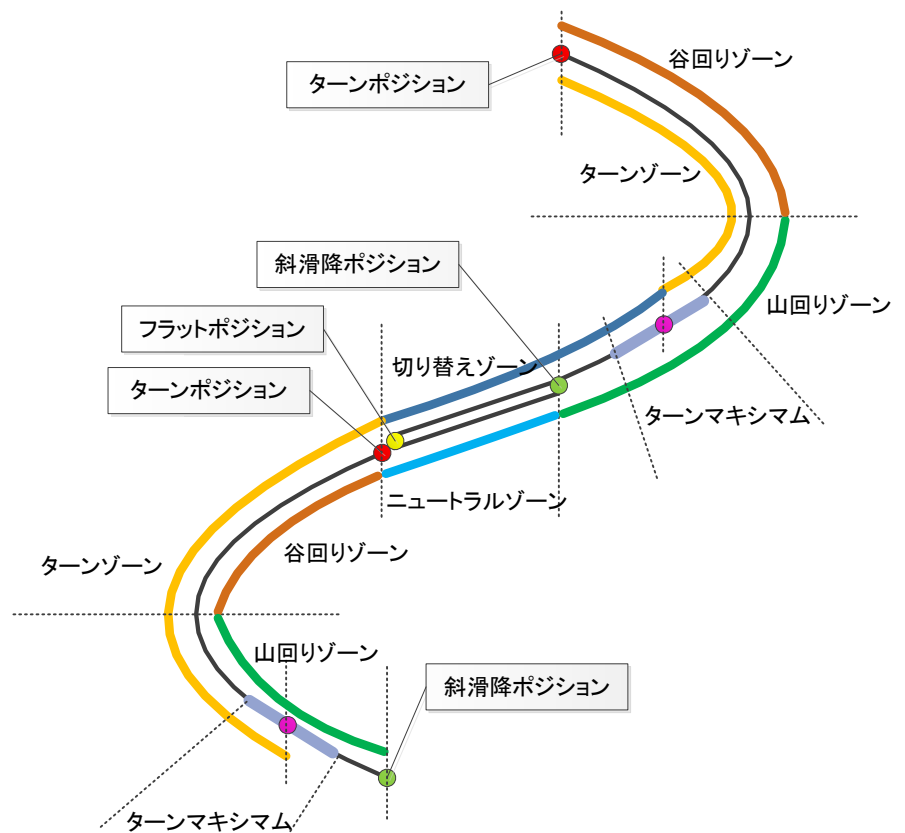 谷回りゾーン
ターンポジション
ターンゾーン
斜滑降ポジション
山回りゾーン
フラットポジション
切り替えゾーン
ターンポジション
ターンマキシマム
ニュートラルゾーン
谷回りゾーン
ターンゾーン
山回りゾーン
斜滑降ポジション
ターンマキシマム